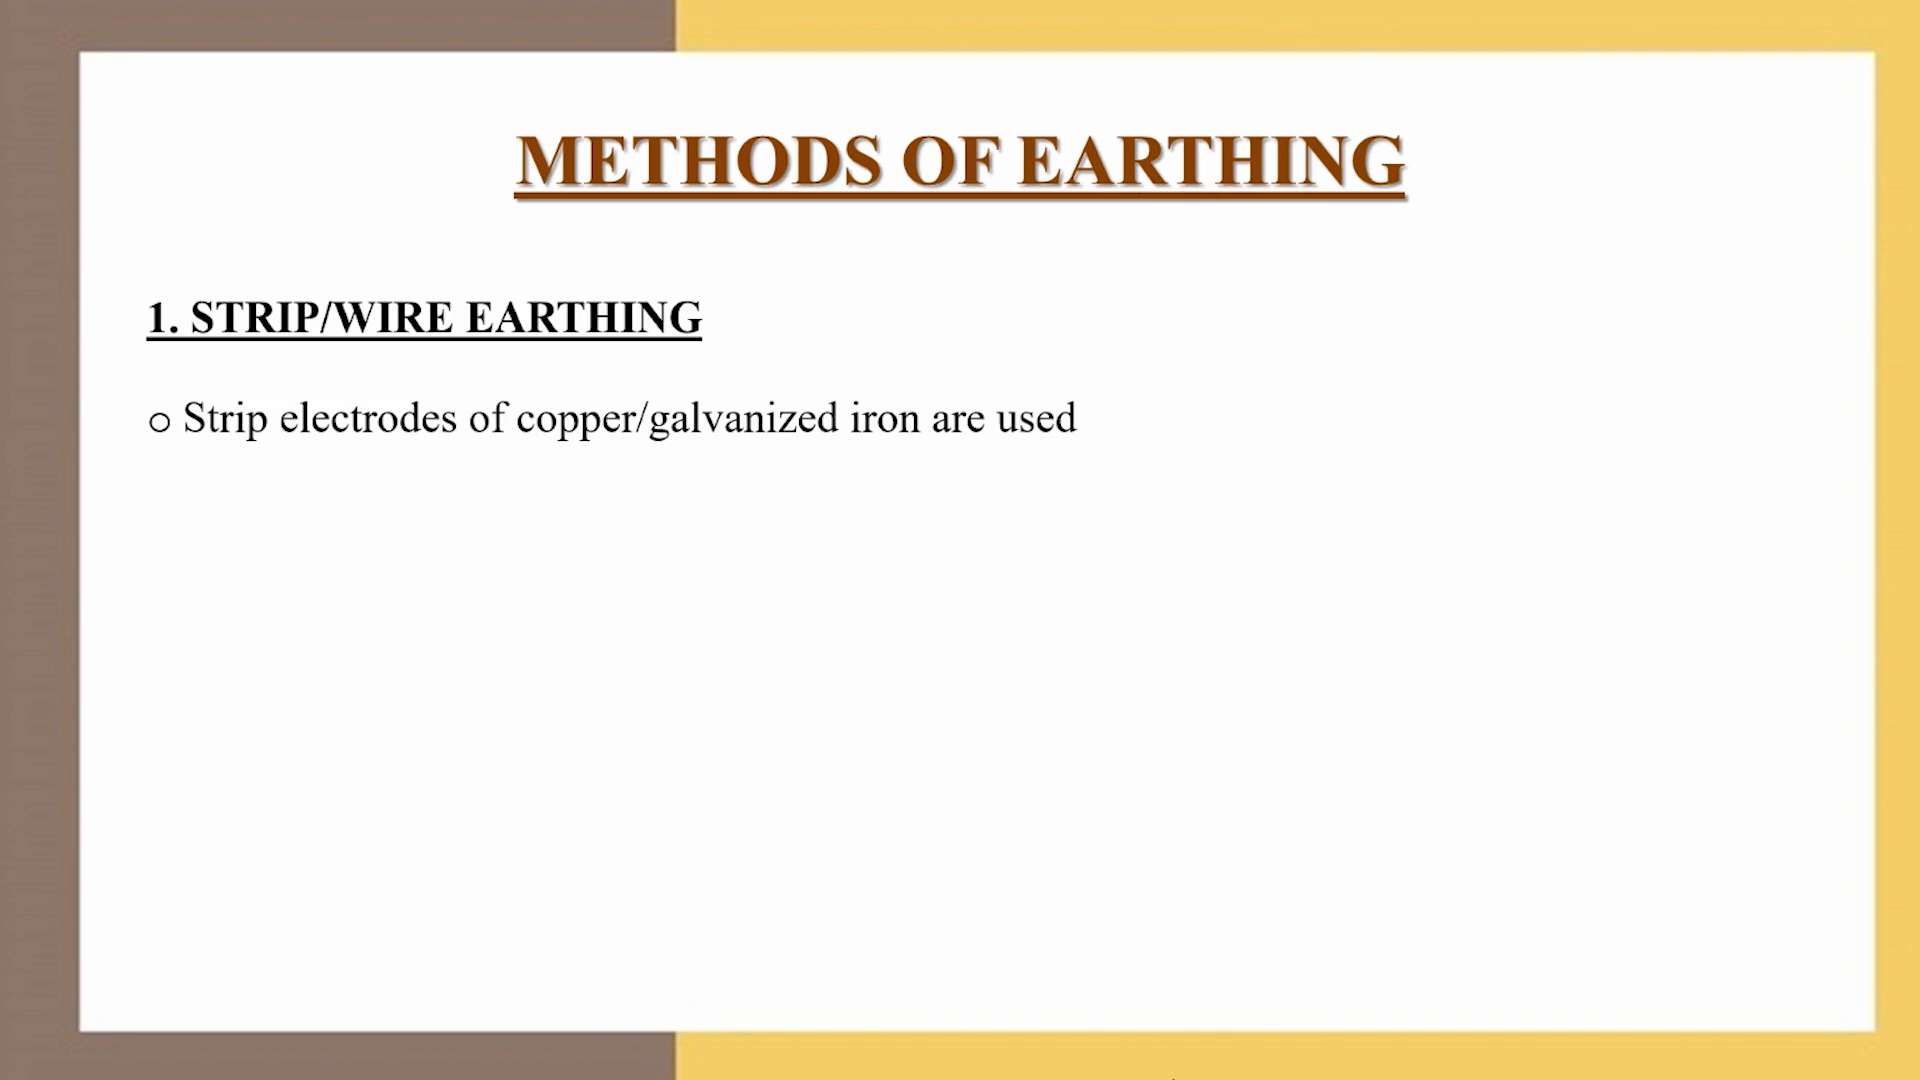 METHODS OF EARTHING
1. STRIP/WIRE EARTHING
o Strip electrodes of copper/galvanized iron are used